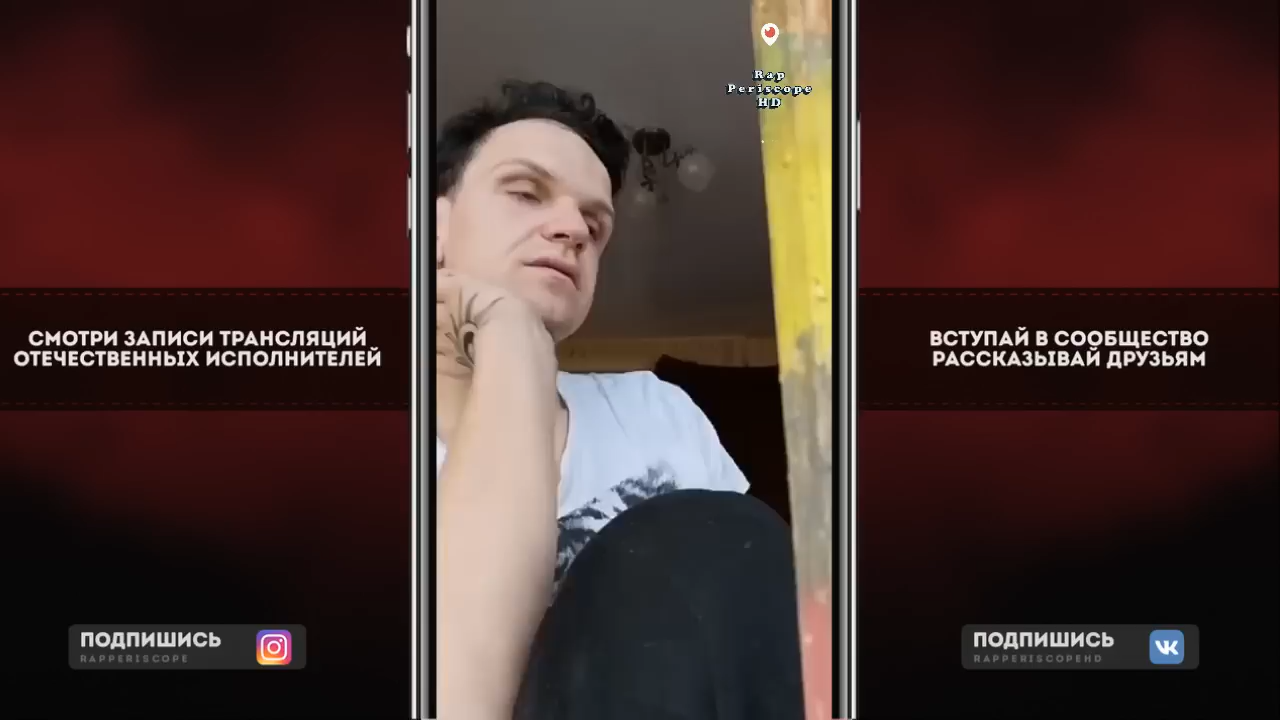 Rap
Periscope
HD
СМОТРИ ЗАПИСИ ТРАНСЛЯЦИЙ
ОТЕЧЕСТВЕННЫХ ИСПОЛНИТЕЛЕЙ
ВСТУПАЙ В СООБЩЕСТВО
РАССКАЗЫВАЙ ДРУЗЬЯМ
ПОДПИШИСЬ
RAPPERISCOPE
ПОДПИШИСЬ
RAPPERISCOPEHD